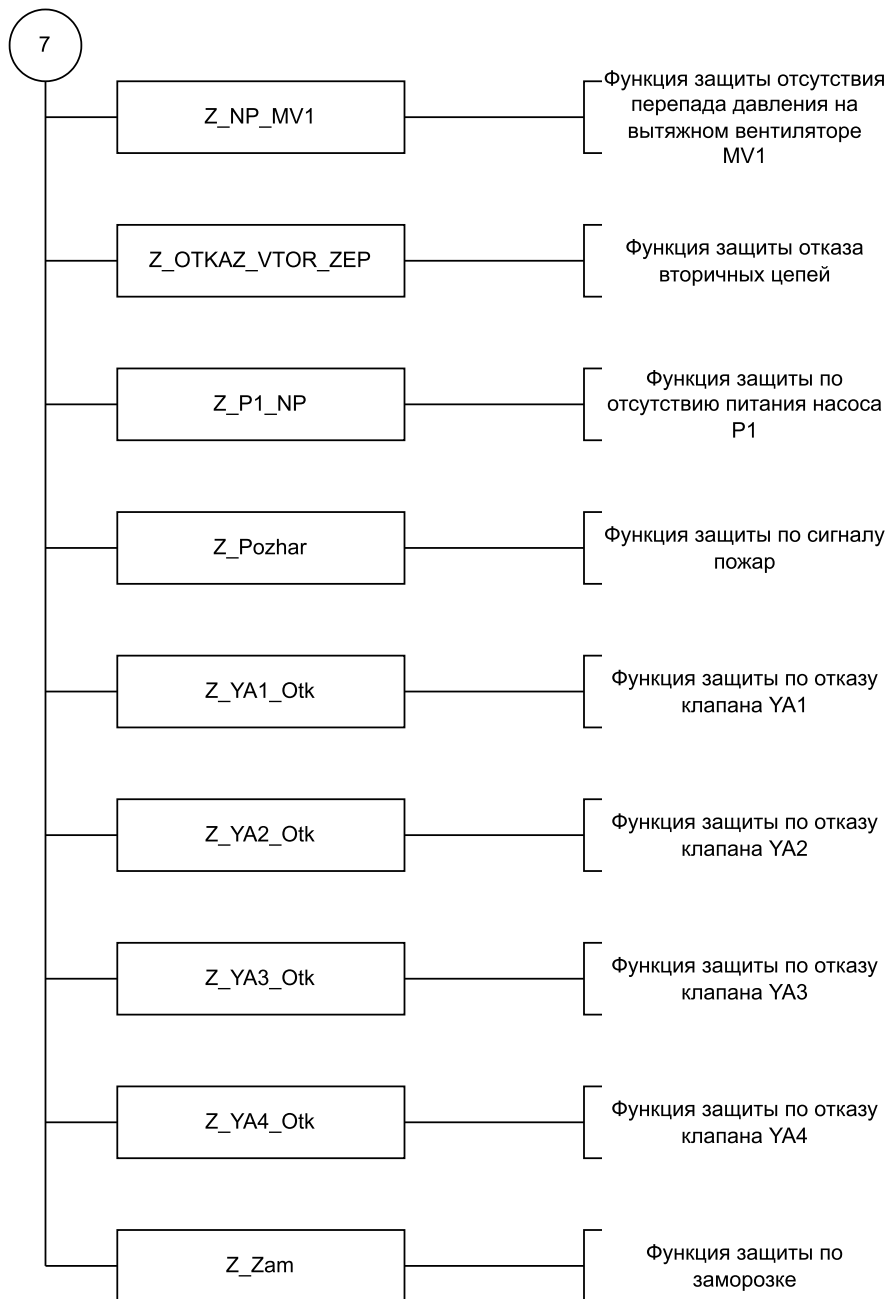 7
Z_NP_MV1
Функция защиты отсутствия
перепада давления на
вытяжном вентиляторе
MV1
Z_OTKAZ_VTOR_ZEP
Функция защиты отказа
вторичных цепей
Z_P1_NP
Функция защиты по
отсутствию питания насоса
P1
Z_Pozhar
Функция защиты по сигналу
пожар
Z_YA1_Otk
Функция защиты по отказу
клапана YA1
Z_YA2_Otk
Функция защиты по отказу
клапана YA2
Z_YA3_Otk
Функция защиты по отказу
клапана YA3
Z_YA4_Otk
Функция защиты по отказу
клапана YA4
Z_Zam
Функция защиты по
заморозке